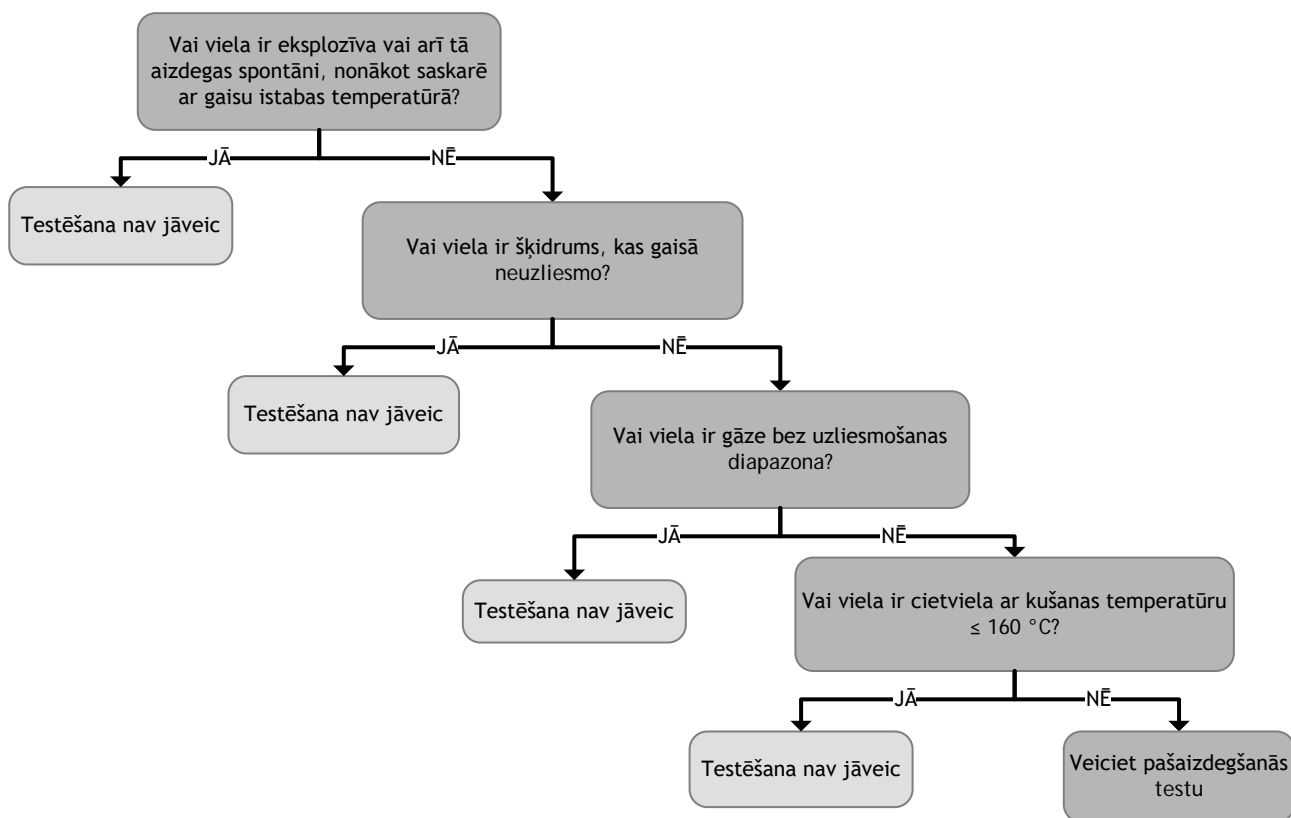 Vai viela ir eksplozīva vai arī tā
aizdegas spontāni, nonākot saskarē
ar gaisu istabas temperatūrā?
JĀ
NĒ
Testēšana nav jāveic
Vai viela ir šķidrums, kas gaisā
neuzliesmo?
JĀ
NĒ
Testēšana nav jāveic
Vai viela ir gāze bez uzliesmošanas
diapazona?
JĀ
NĒ
Testēšana nav jāveic
Vai viela ir cietviela ar kušanas temperatūru
≤ 160 °C?
JĀ
NĒ
Testēšana nav jāveic
Veiciet pašaizdegšanās
testu